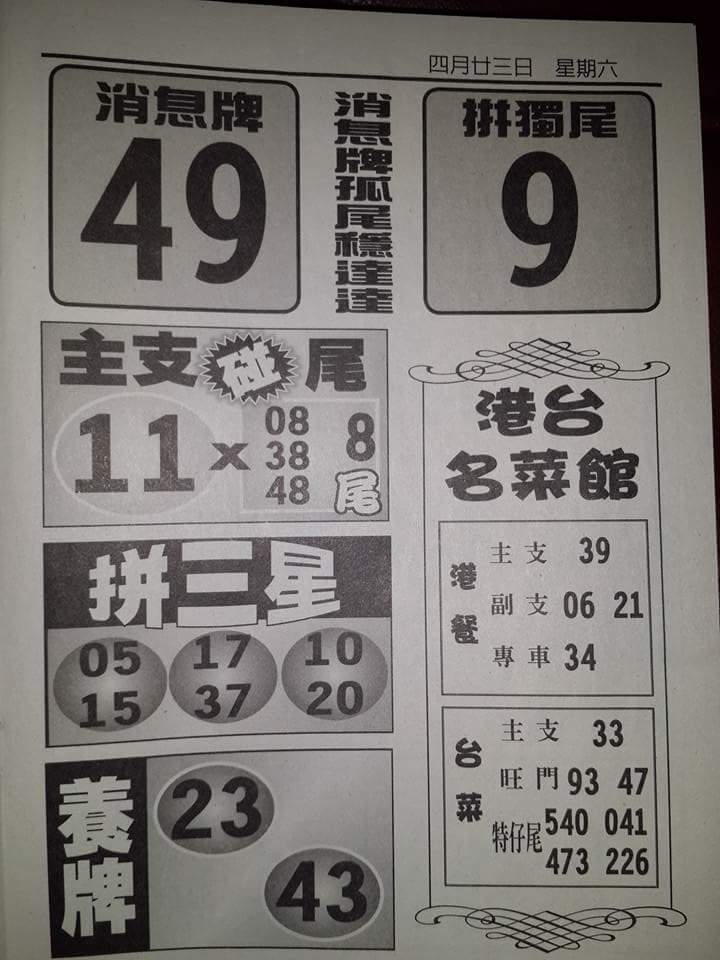 四月廿三日 星期六
消息牌
49
消息牌孤尾穩達達
拚獨尾
9
主支碰尾
11 x 08 38 48 8尾
拼三星
05 17 10
15 37 20
養牌
23
43
港台
名菜館
港餐
主支 39
副支 06 21
專車 34
台菜
主支 33
旺門 93 47
特仔尾 540 041
473 226